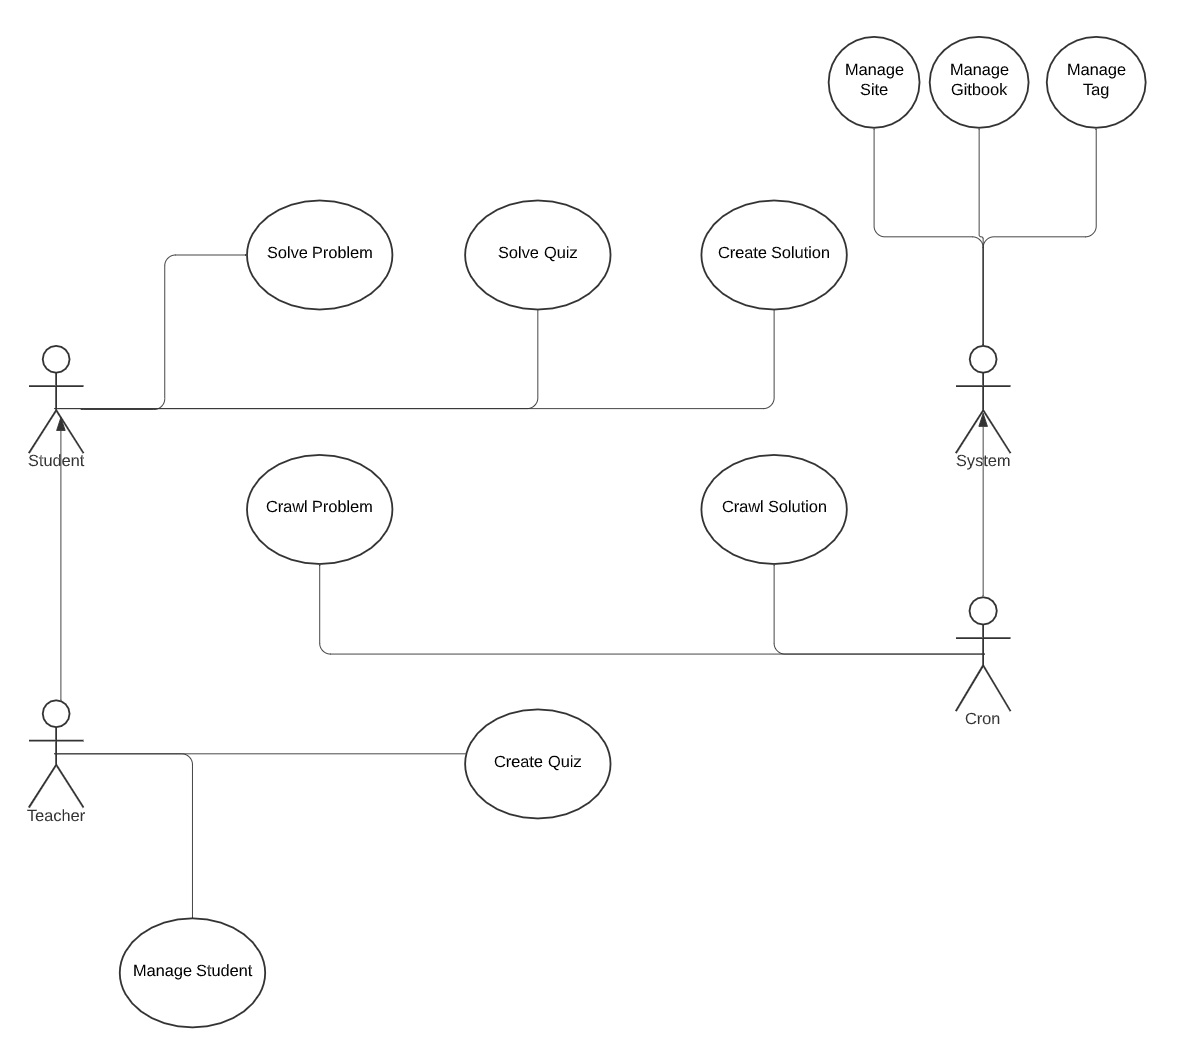 Manage
Site
Manage
Gitbook
Manage
Tag
Solve Problem
Solve Quiz
Create Solution
Student
System
Crawl Problem
Crawl Solution
Cron
Create Quiz
Teacher
Manage Student